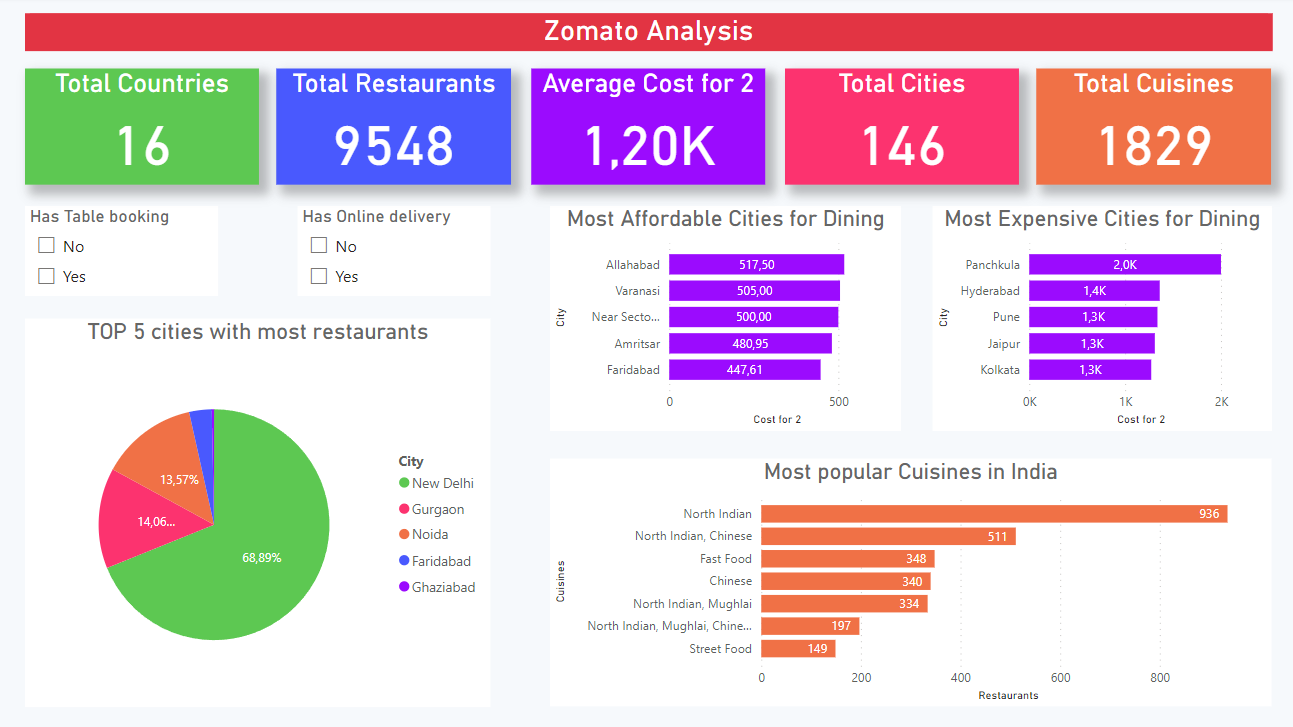 Zomato Analysis
Total Countries
16
Total Restaurants
9548
Average Cost for 2
1,20K
Total Cities
146
Total Cuisines
1829
Has Table booking
No
Yes
Has Online delivery
No
Yes
TOP 5 cities with most restaurants
13,57%
14,06...
68,89%
City
New Delhi
Gurgaon
Noida
Faridabad
Ghaziabad
Most Affordable Cities for Dining
City
Allahabad 517,50
Varanasi 505,00
Near Secto... 500,00
Amritsar 480,95
Faridabad 447,61
0 500
Cost for 2
Most Expensive Cities for Dining
City
Panchkula 2,0K
Hyderabad 1,4K
Pune 1,3K
Jaipur 1,3K
Kolkata 1,3K
0K 1K 2K
Cost for 2
Most popular Cuisines in India
Cuisines
North Indian 936
North Indian, Chinese 511
Fast Food 348
Chinese 340
North Indian, Mughlai 334
North Indian, Mughlai, Chine... 197
Street Food 149
0 200 400 600 800
Restaurants